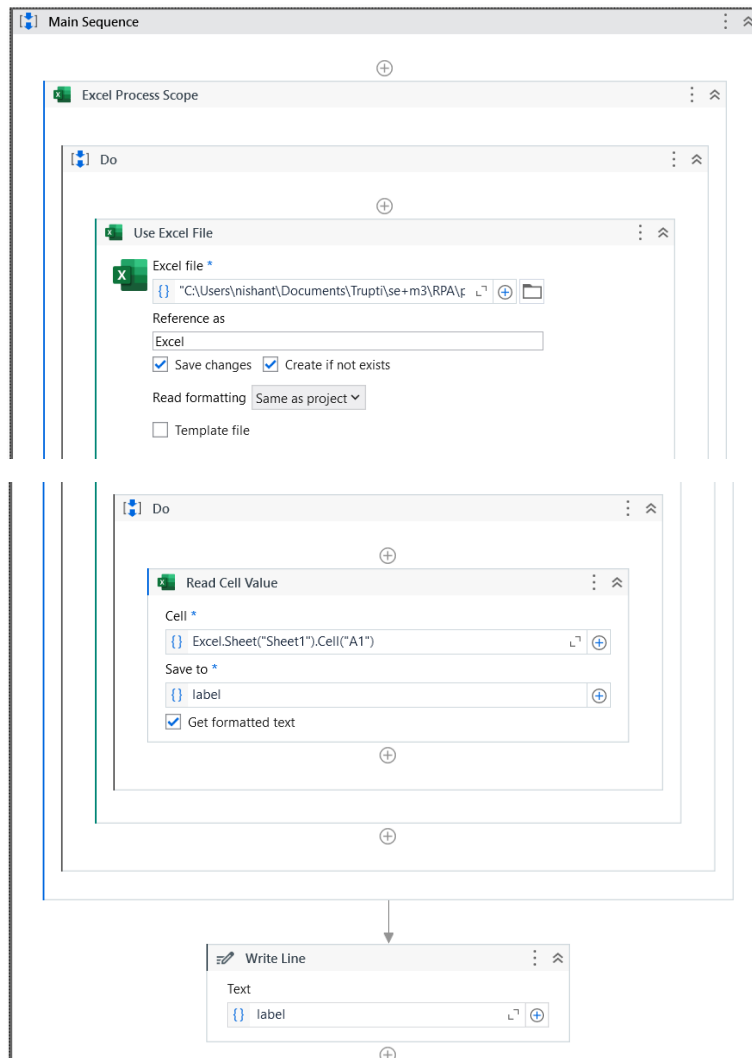 Main Sequence
Excel Process Scope
Do
Use Excel File
Excel file *
"C:\Users\nishant\Documents\Trupti\se+m3\RPA\p
Reference as
Excel
Save changes Create if not exists
Read formatting Same as project
Template file
Do
Read Cell Value
Cell *
{} Excel.Sheet("Sheet1").Cell("A1")
Save to *
{} label
Get formatted text
Write Line
Text
{} label